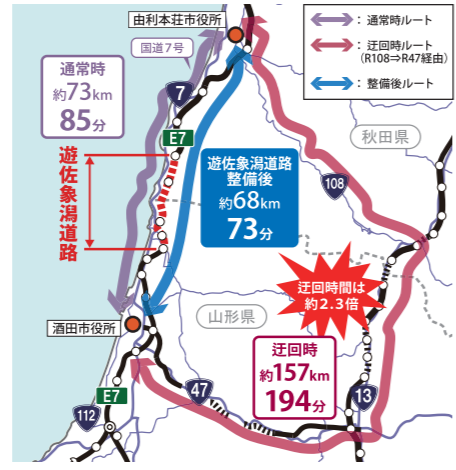 由利本荘市役所
国道7号
：通常時ルート
：迂回時ルート
（R108⇒R47経由）
：整備後ルート
通常時
約73km
85分
7
E7
秋田県
遊佐象潟道路
遊佐象潟道路
整備後
約68km
73分
108
迂回時間は
約2.3倍
山形県
酒田市役所
迂回時
約157km
194分
E7
47
13
112